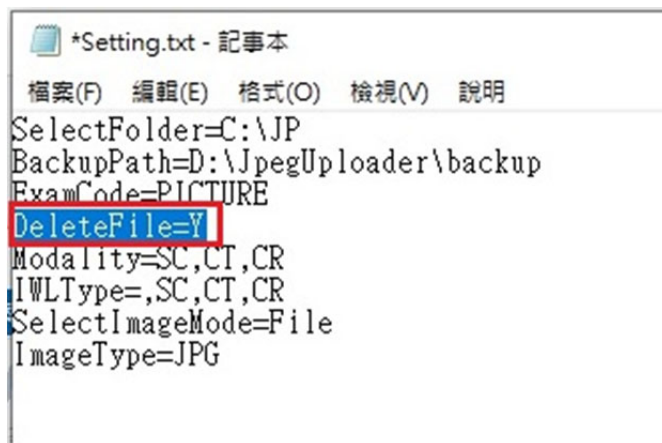 *Setting.txt - 記事本
檔案(F) 編輯(E) 格式(O) 檢視(V) 說明
SelectFolder=C:\JP
BackupPath=D:\JpegUploader\backup
ExamCode=PICTURE
DeleteFile=Y
Modality=SC,CT,CR
IWLType=,SC,CT,CR
SelectImageMode=File
ImageType=JPG